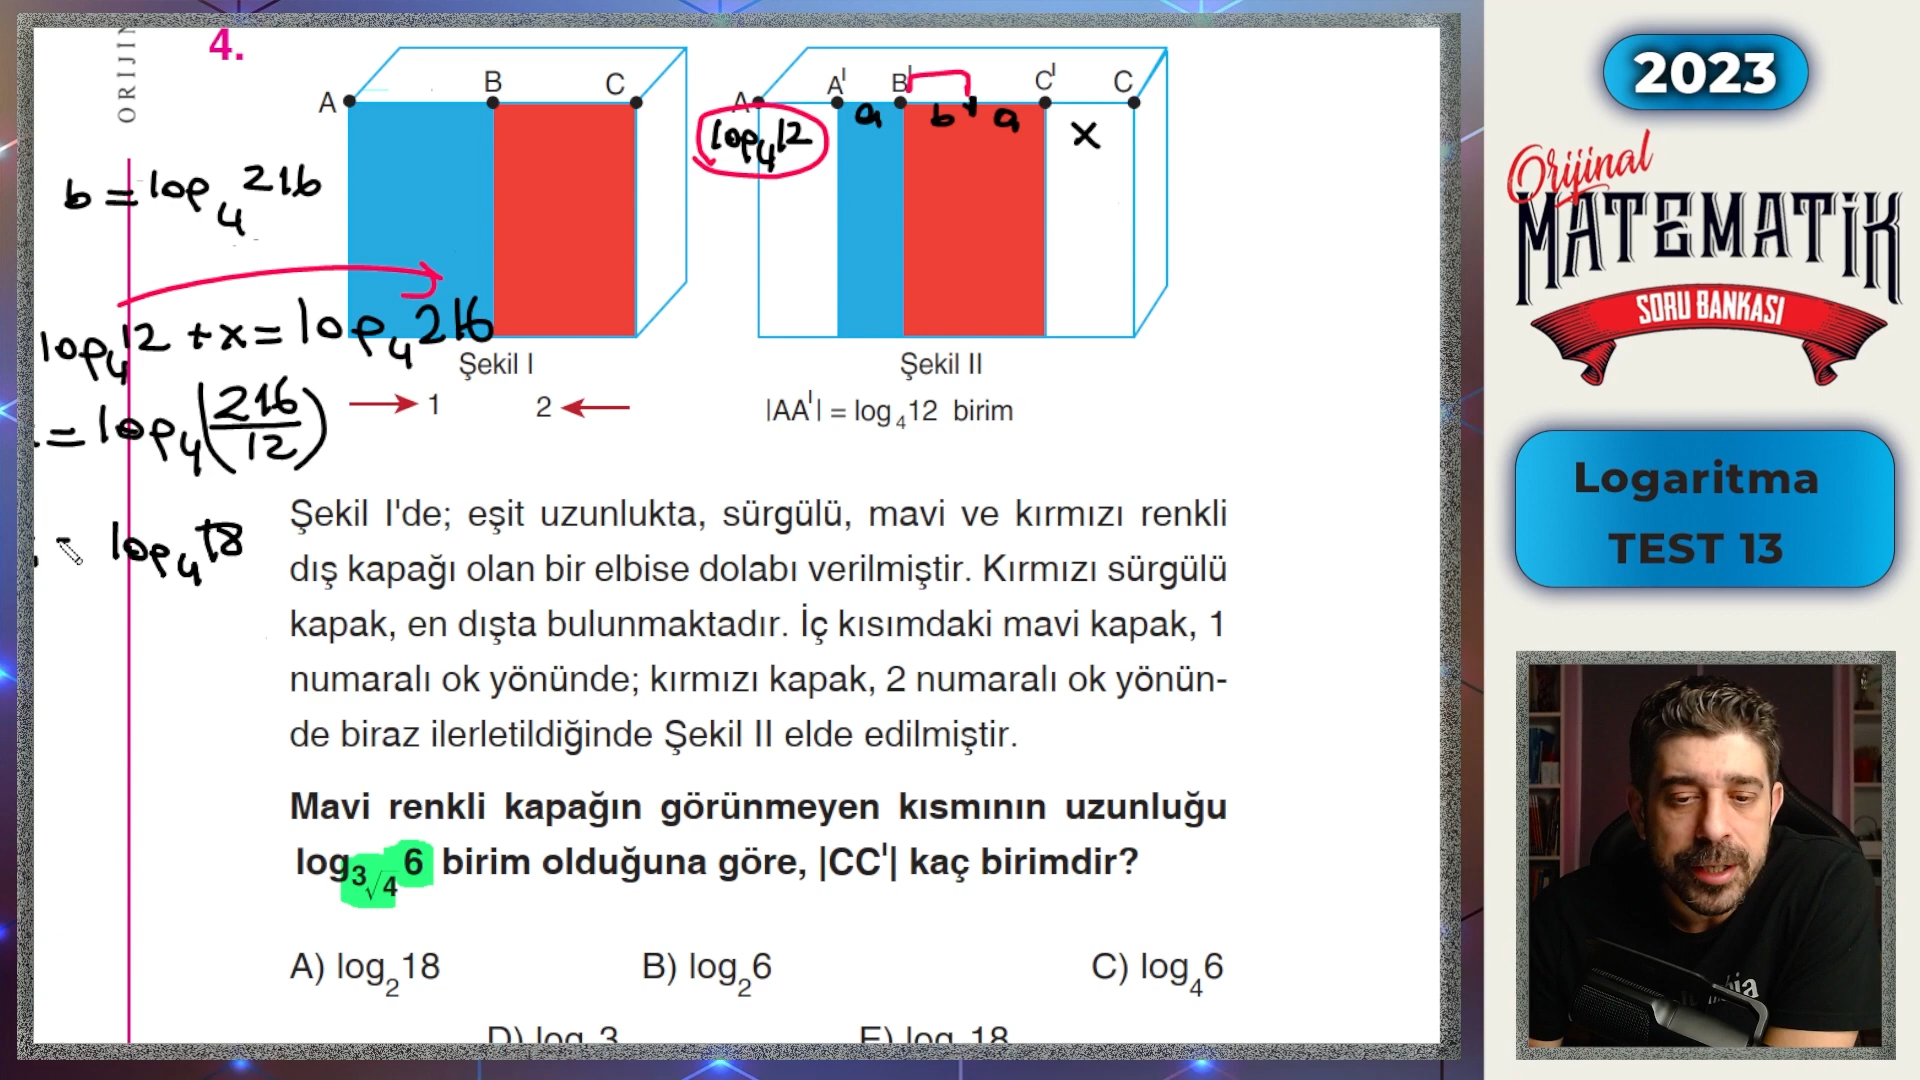 ORİJİN
4.
A B C
A A' B' C' C
log₄12 a b a x
b = log₄216
log₄12 + x = log₄216
= log₄(216/12)
= log₄18
Şekil I
Şekil II
1 2
|AA'| = log₄12 birim
Şekil I'de; eşit uzunlukta, sürgülü, mavi ve kırmızı renkli
dış kapağı olan bir elbise dolabı verilmiştir. Kırmızı sürgülü
kapak, en dışta bulunmaktadır. İç kısımdaki mavi kapak, 1
numaralı ok yönünde; kırmızı kapak, 2 numaralı ok yönün-
de biraz ilerletildiğinde Şekil II elde edilmiştir.
Mavi renkli kapağın görünmeyen kısmının uzunluğu
log ∛4 6 birim olduğuna göre, |CC'| kaç birimdir?
A) log₂18 B) log₂6 C) log₄6
D) log 3 E) log 18
2023
Orijinal
MATEMATİK
SORU BANKASI
Logaritma
TEST 13